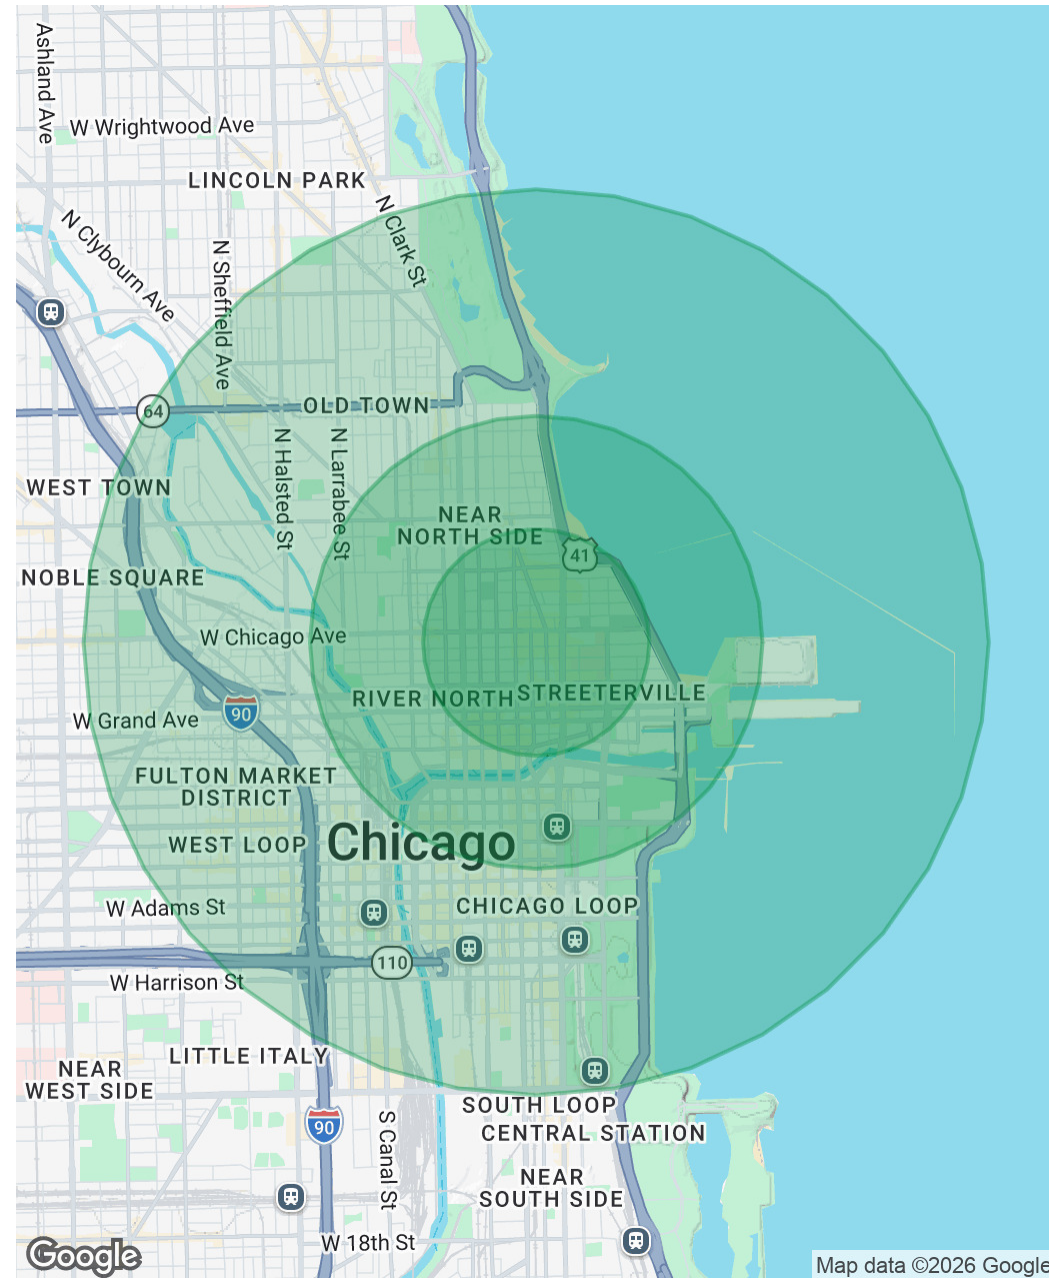 Ashland Ave
W Wrightwood Ave
LINCOLN PARK
N Clark St
N Clybourn Ave
N Sheffield Ave
64
OLD TOWN
N Halsted St
N Larrabee St
WEST TOWN
NEAR
NORTH SIDE
41
NOBLE SQUARE
W Chicago Ave
RIVER NORTH
STREETERVILLE
90
W Grand Ave
FULTON MARKET
DISTRICT
WEST LOOP
Chicago
W Adams St
CHICAGO LOOP
110
W Harrison St
LITTLE ITALY
NEAR
WEST SIDE
SOUTH LOOP
90
CENTRAL STATION
S Canal St
NEAR
SOUTH SIDE
W 18th St
Google
Map data ©2026 Google